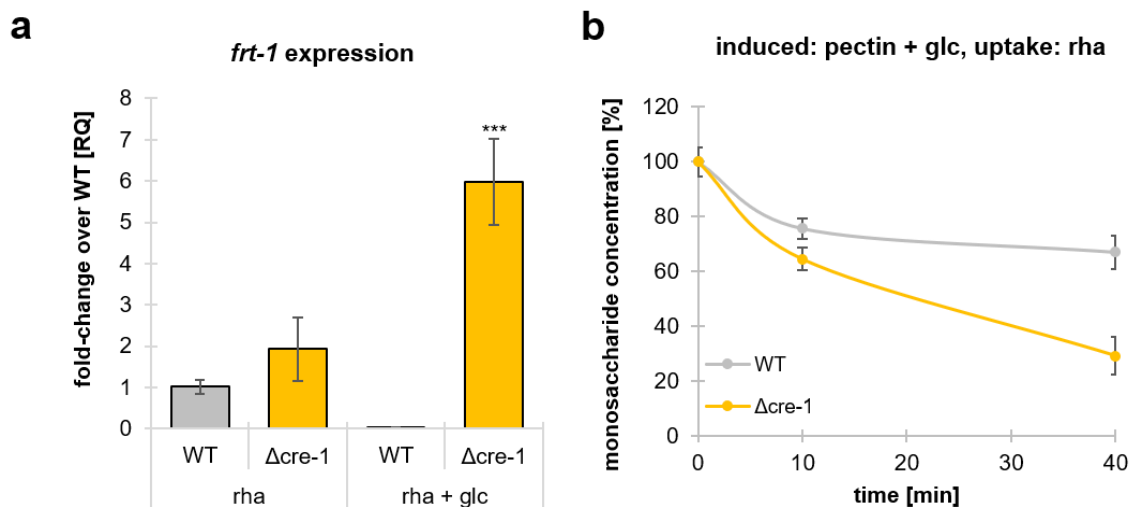 a
frt-1 expression
fold-change over WT [RQ]
8
7
6
5
4
3
2
1
0
***
WT
Δcre-1
WT
Δcre-1
rha
rha + glc
b
induced: pectin + glc, uptake: rha
monosaccharide concentration [%]
120
100
80
60
40
20
0
WT
Δcre-1
0
10
20
30
40
time [min]